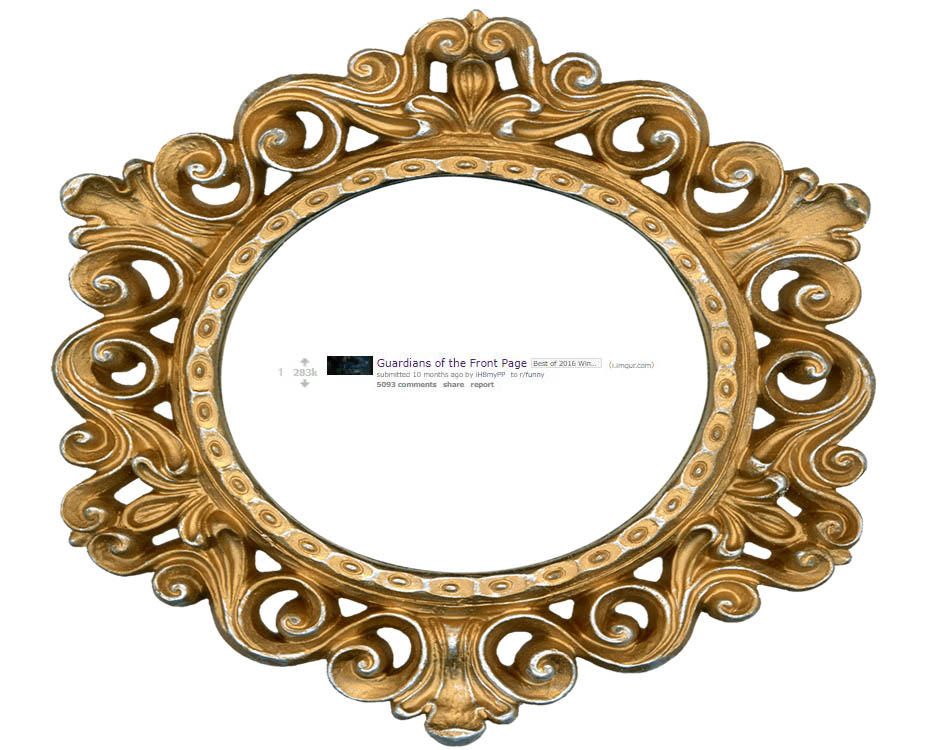 1 283k Guardians of the Front Page Best of 2016 Win... (i.imgur.com)
submitted 10 months ago by iH8myPP to r/funny
5093 comments share report